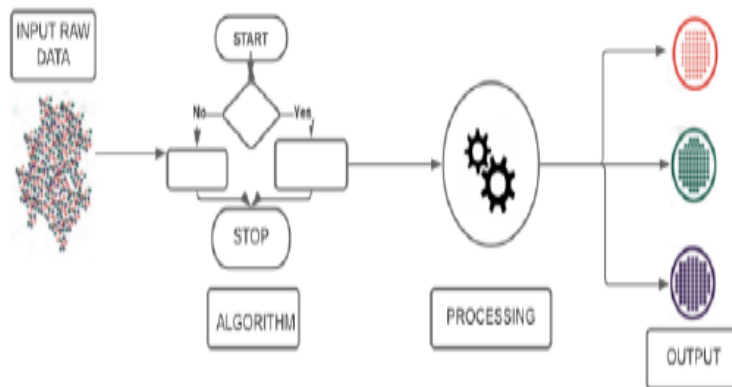 INPUT RAW
DATA
START
No
Yes
STOP
ALGORITHM
PROCESSING
OUTPUT